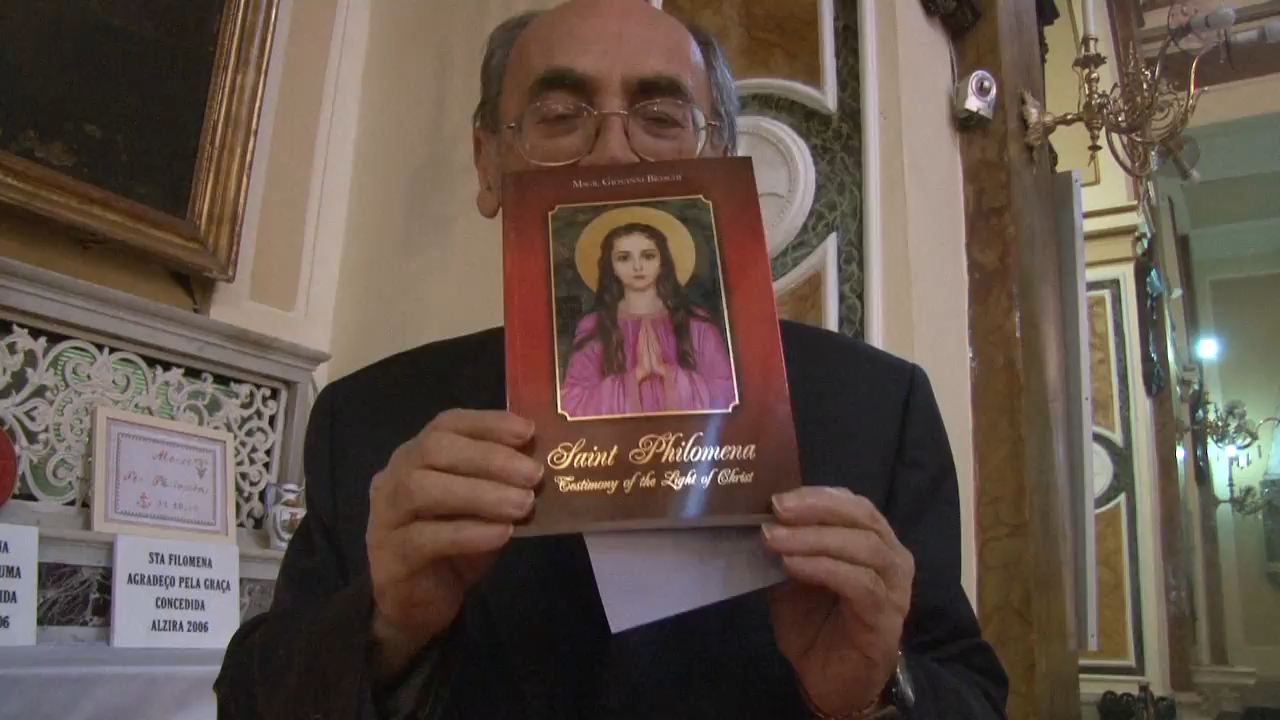 MSGR. GIOVANNI BRASCHI
Saint Philomena
Testimony of the Light of Christ
Merci
STA FILOMENA
AGRADEÇO PELA GRAÇA
CONCEDIDA
ALZIRA 2006